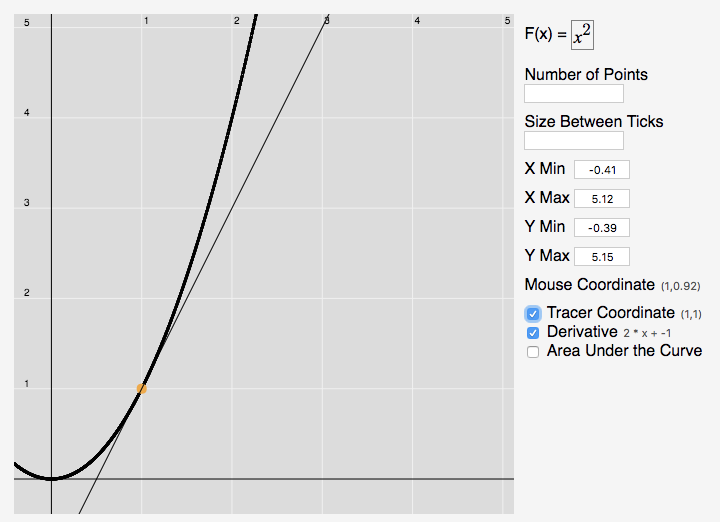 5 1 2 3 4 5
4
3
2
1
F(x) = x²
Number of Points
Size Between Ticks
X Min -0.41
X Max 5.12
Y Min -0.39
Y Max 5.15
Mouse Coordinate (1,0.92)
Tracer Coordinate (1,1)
Derivative 2 * x + -1
Area Under the Curve